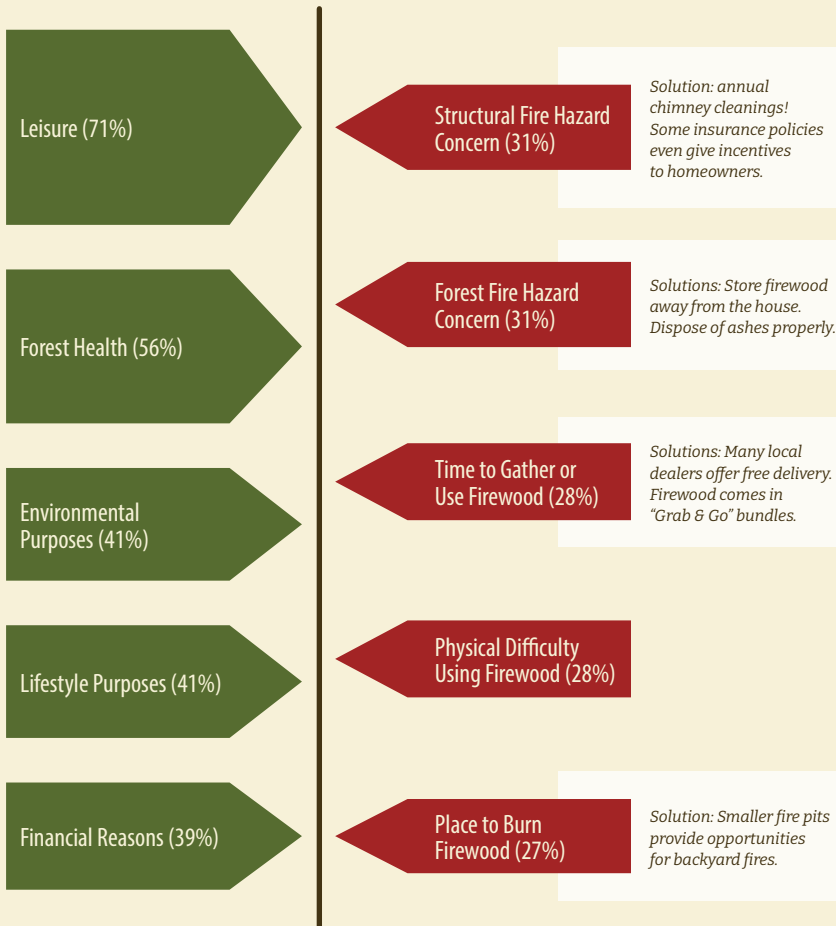 Leisure (71%)
Forest Health (56%)
Environmental
Purposes (41%)
Lifestyle Purposes (41%)
Financial Reasons (39%)
Structural Fire Hazard
Concern (31%)
Solution: annual
chimney cleanings!
Some insurance policies
even give incentives
to homeowners.
Forest Fire Hazard
Concern (31%)
Solutions: Store firewood
away from the house.
Dispose of ashes properly.
Time to Gather or
Use Firewood (28%)
Solutions: Many local
dealers offer free delivery.
Firewood comes in
“Grab & Go” bundles.
Physical Difficulty
Using Firewood (28%)
Place to Burn
Firewood (27%)
Solution: Smaller fire pits
provide opportunities
for backyard fires.